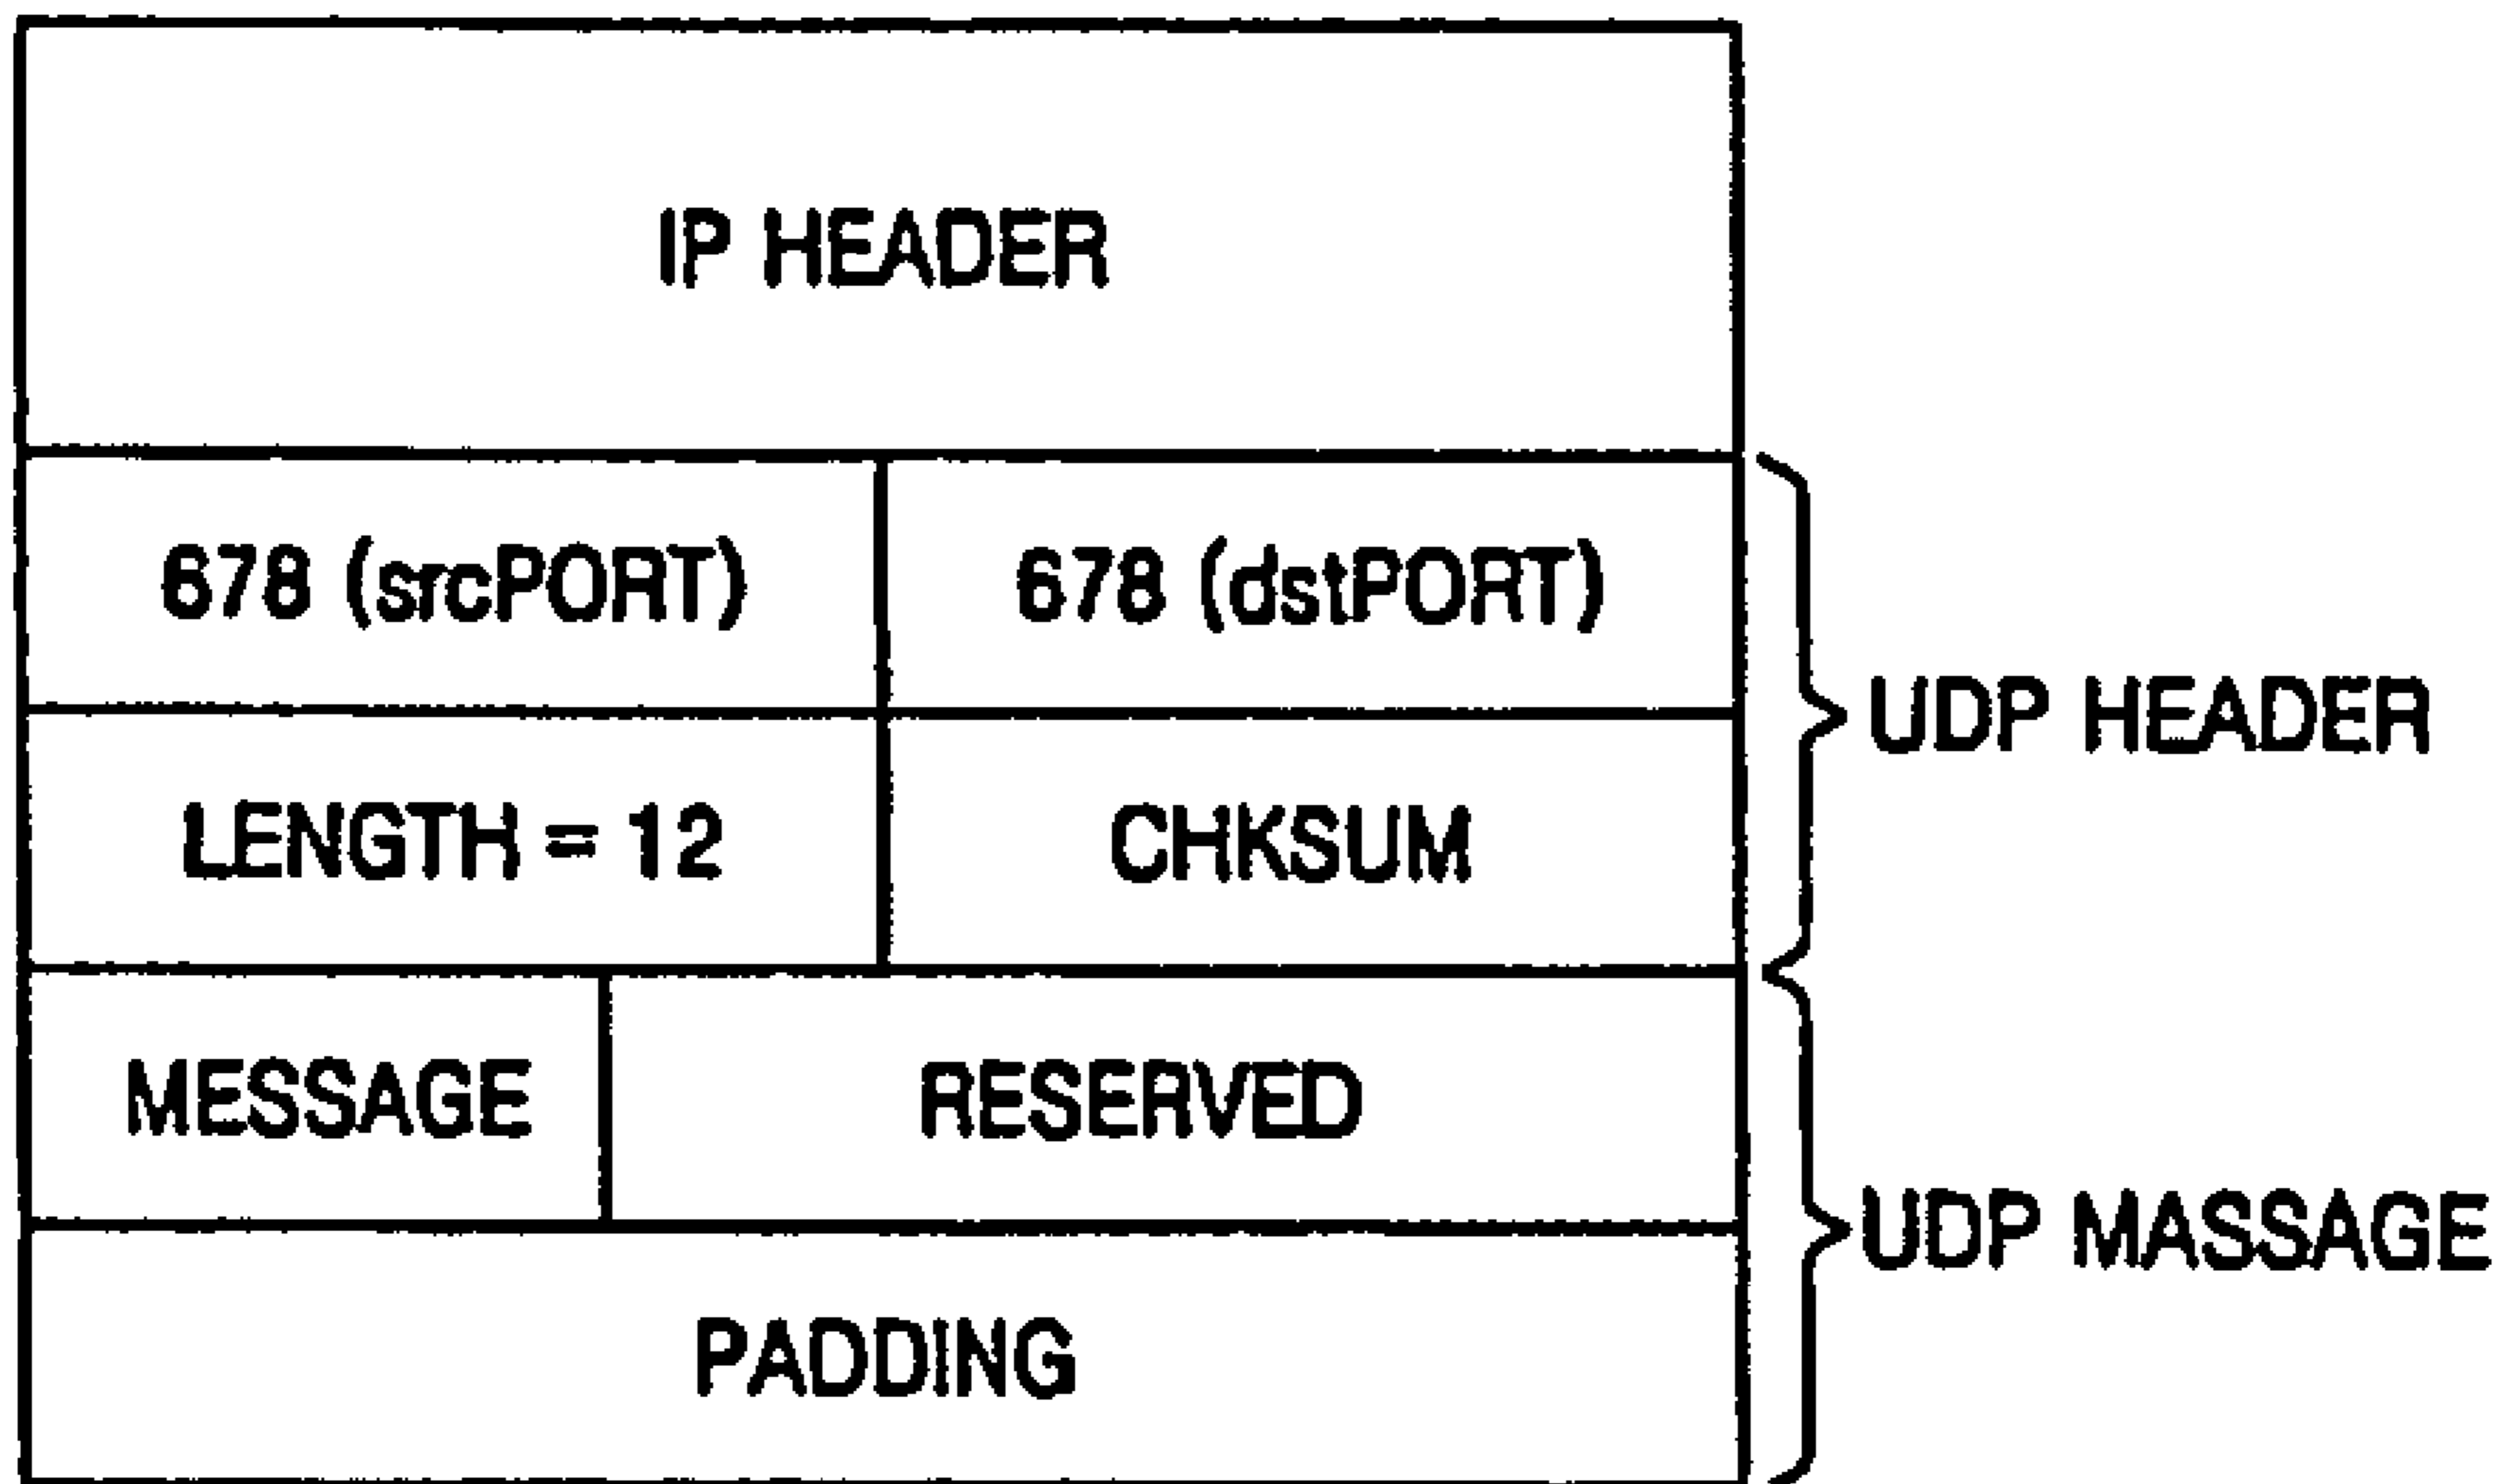 IP HEADER
678 (srcPORT) 678 (dstPORT)
UDP HEADER
LENGTH = 12 CHKSUM
MESSAGE RESERVED
UDP MASSAGE
PADDING